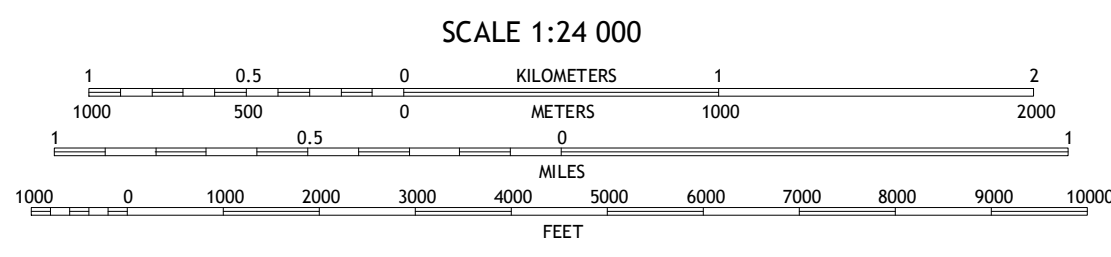 SCALE 1:24 000
1 0.5 0 KILOMETERS 1 2
1000 500 0 METERS 1000 2000
1 0.5 0 1
MILES
1000 0 1000 2000 3000 4000 5000 6000 7000 8000 9000 10000
FEET